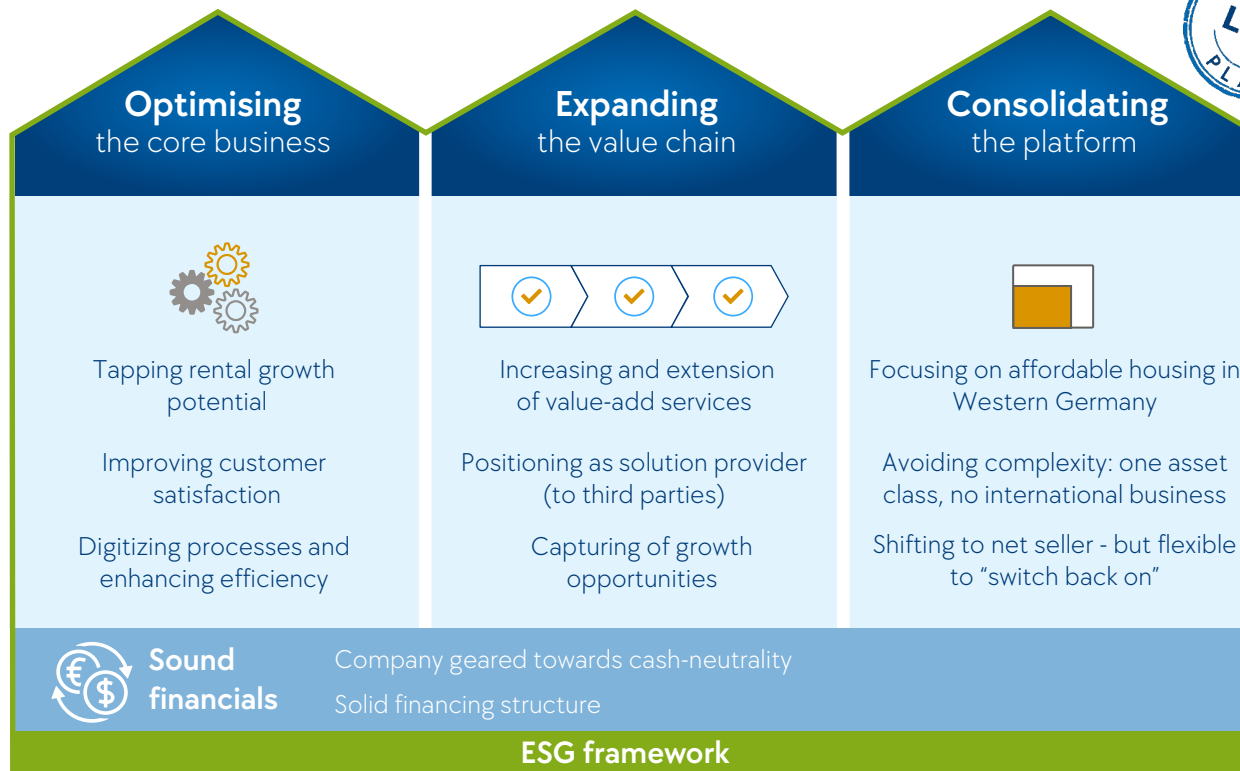 Optimising
the core business
Tapping rental growth
potential
Improving customer
satisfaction
Digitizing processes and
enhancing efficiency
Expanding
the value chain
Increasing and extension
of value-add services
Positioning as solution provider
(to third parties)
Capturing of growth
opportunities
Consolidating
the platform
Focusing on affordable housing in
Western Germany
Avoiding complexity: one asset
class, no international business
Shifting to net seller - but flexible
to “switch back on”
€
$
Sound
financials
Company geared towards cash-neutrality
Solid financing structure
ESG framework